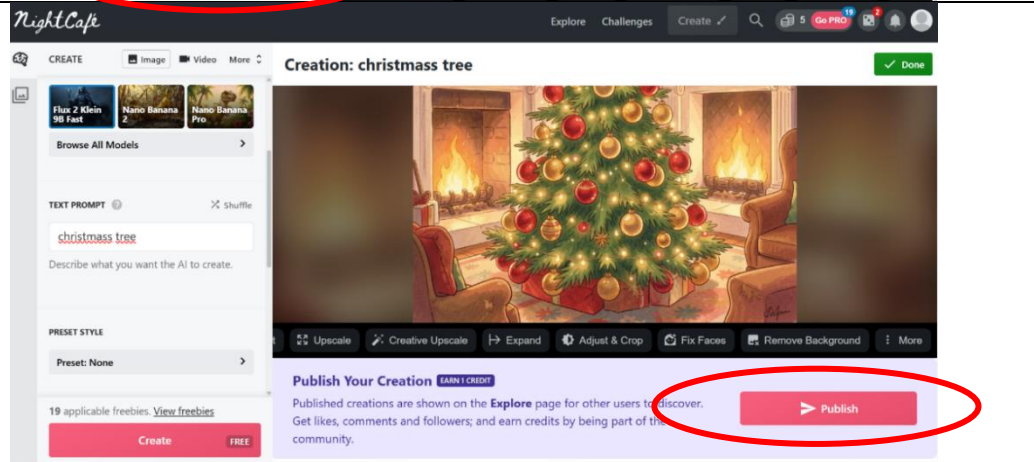 NightCafé
Explore Challenges Create 5 Go PRO 19 2
CREATE Image Video More
Creation: christmass tree
Done
Flux 2 Klein
9B Fast
Nano Banana
2
Nano Banana
Pro
Browse All Models
TEXT PROMPT Shuffle
christmass tree
Describe what you want the AI to create.
PRESET STYLE
Preset: None
19 applicable freebies. View freebies
Create FREE
t Upscale Creative Upscale Expand Adjust & Crop Fix Faces Remove Background More
Publish Your Creation EARN 1 CREDIT
Published creations are shown on the Explore page for other users to discover.
Get likes, comments and followers; and earn credits by being part of the
community.
Publish